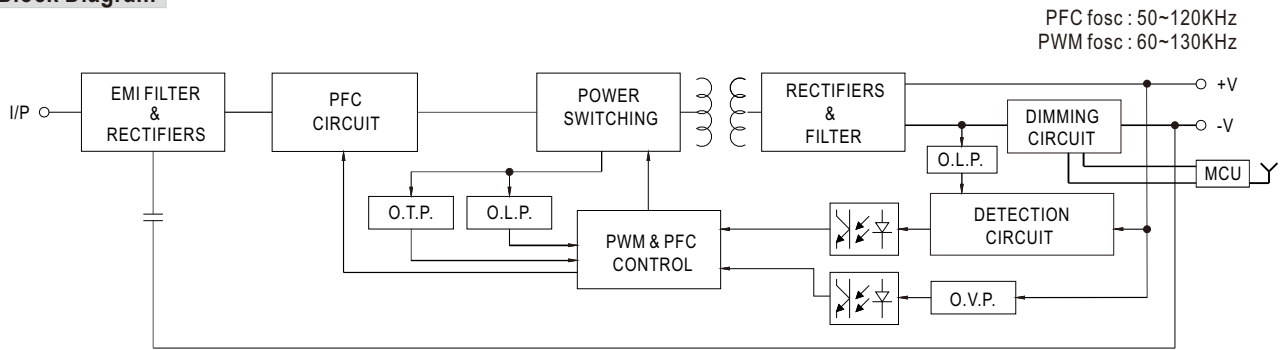 Block Diagram
PFC fosc : 50~120KHz
PWM fosc : 60~130KHz
I/P
EMI FILTER
&
RECTIFIERS
PFC
CIRCUIT
POWER
SWITCHING
RECTIFIERS
&
FILTER
DIMMING
CIRCUIT
+V
-V
O.L.P.
MCU
O.T.P.
O.L.P.
PWM & PFC
CONTROL
DETECTION
CIRCUIT
O.V.P.